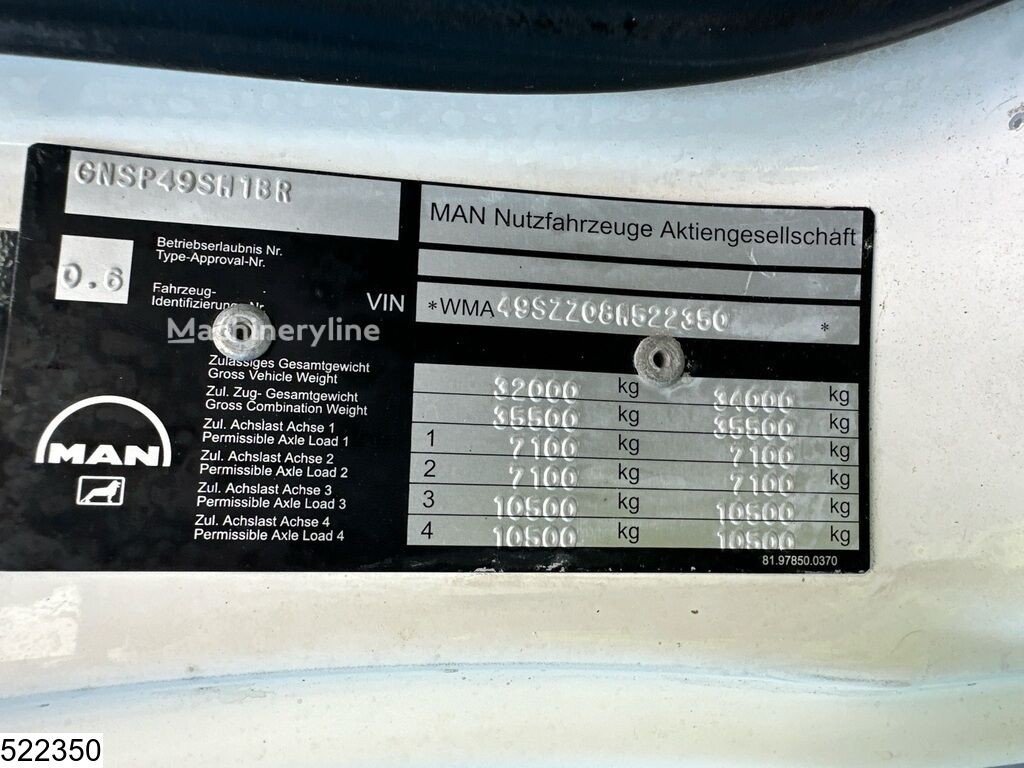 GNSP49SH1BR
MAN Nutzfahrzeuge Aktiengesellschaft
0.6
Betriebserlaubnis Nr.
Type-Approval-Nr.
Fahrzeug-
Identifizierungs-Nr.
VIN
*WMA49SZZ08M522350 *
Machineryline
Zulässiges Gesamtgewicht
Gross Vehicle Weight
32000 kg 34000 kg
Zul. Zug- Gesamtgewicht
Gross Combination Weight
35500 kg 35500 kg
Zul. Achslast Achse 1
Permissible Axle Load 1
1 7100 kg 7100 kg
Zul. Achslast Achse 2
Permissible Axle Load 2
2 7100 kg 7100 kg
Zul. Achslast Achse 3
Permissible Axle Load 3
3 10500 kg 10500 kg
Zul. Achslast Achse 4
Permissible Axle Load 4
4 10500 kg 10500 kg
MAN
81.97850.0370
522350